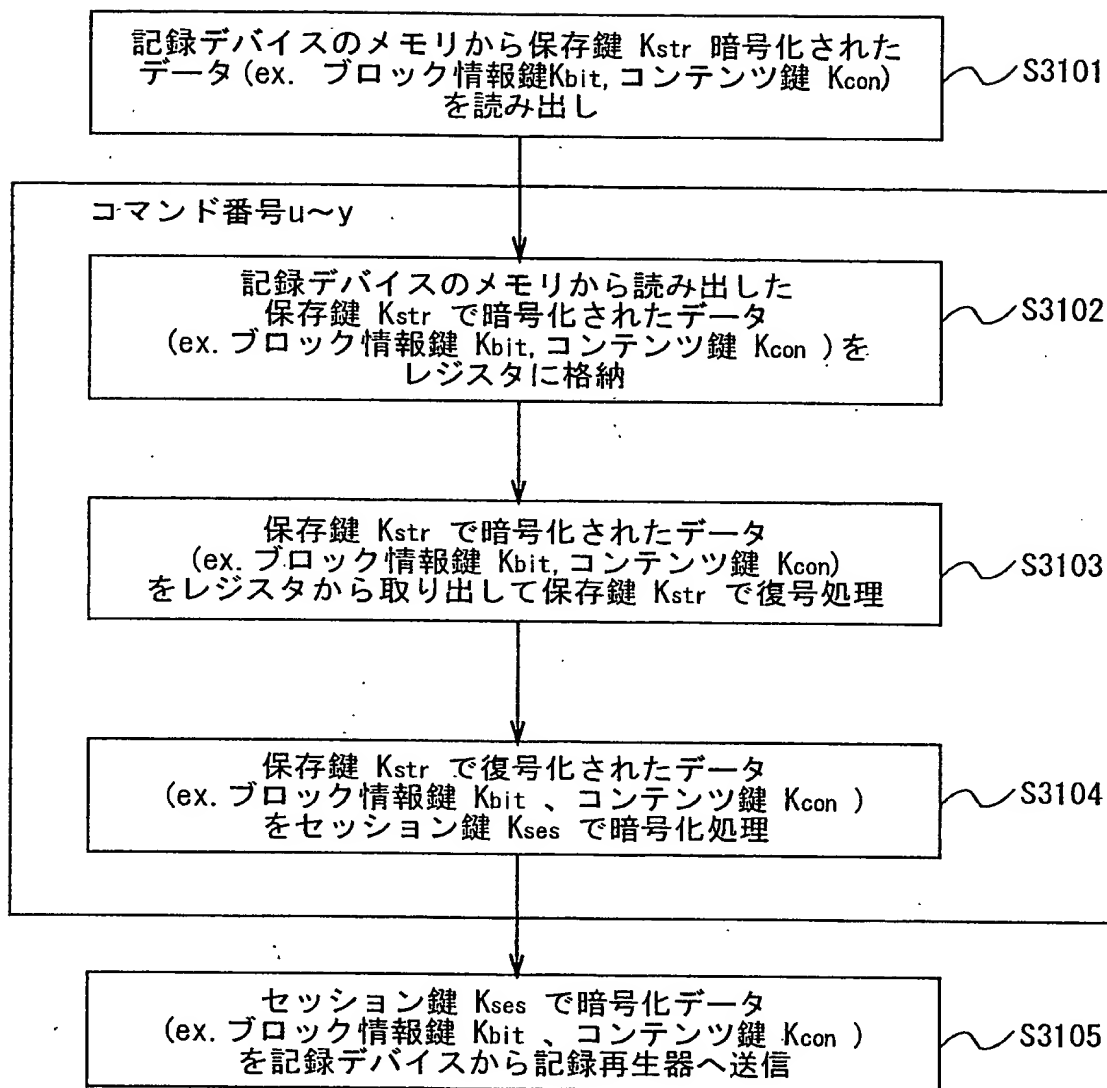 記録デバイスのメモリから保存鍵 Kstr 暗号化された
データ(ex. ブロック情報鍵Kbit,コンテンツ鍵 Kcon)
を読み出し
S3101
コマンド番号u～y
記録デバイスのメモリから読み出した
保存鍵 Kstr で暗号化されたデータ
(ex.ブロック情報鍵 Kbit,コンテンツ鍵 Kcon )を
レジスタに格納
S3102
保存鍵 Kstr で暗号化されたデータ
(ex.ブロック情報鍵 Kbit,コンテンツ鍵 Kcon)
をレジスタから取り出して保存鍵 Kstr で復号処理
S3103
保存鍵 Kstr で復号化されたデータ
(ex.ブロック情報鍵 Kbit 、コンテンツ鍵 Kcon )
をセッション鍵 Kses で暗号化処理
S3104
セッション鍵 Kses で暗号化データ
(ex.ブロック情報鍵 Kbit 、コンテンツ鍵 Kcon )
を記録デバイスから記録再生器へ送信
S3105